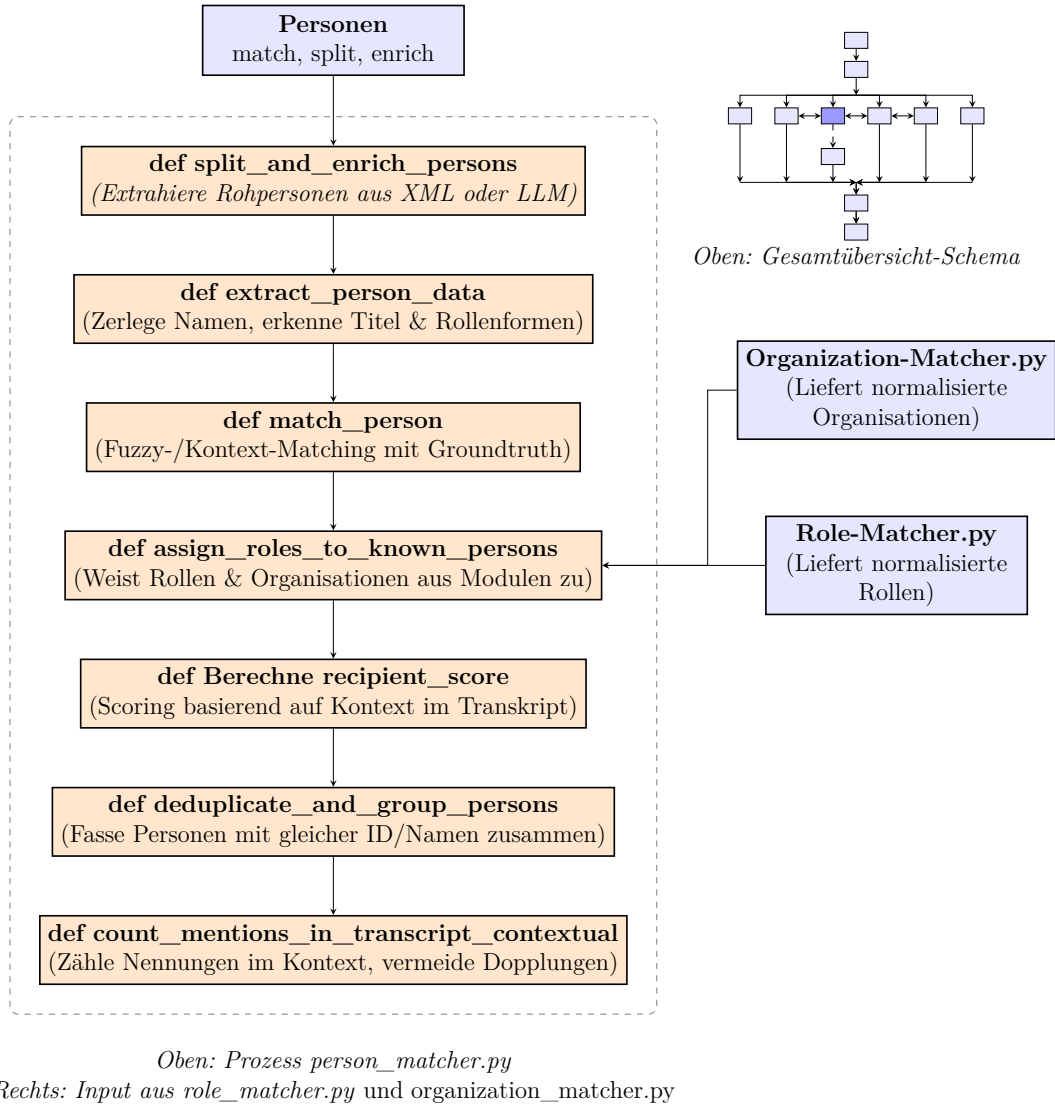 Personen
match, split, enrich
def split_and_enrich_persons
(Extrahiere Rohpersonen aus XML oder LLM)
def extract_person_data
(Zerlege Namen, erkenne Titel & Rollenformen)
def match_person
(Fuzzy-/Kontext-Matching mit Groundtruth)
def assign_roles_to_known_persons
(Weist Rollen & Organisationen aus Modulen zu)
def Berechne recipient_score
(Scoring basierend auf Kontext im Transkript)
def deduplicate_and_group_persons
(Fasse Personen mit gleicher ID/Namen zusammen)
def count_mentions_in_transcript_contextual
(Zähle Nennungen im Kontext, vermeide Dopplungen)
Oben: Gesamtübersicht-Schema
Organization-Matcher.py
(Liefert normalisierte
Organisationen)
Role-Matcher.py
(Liefert normalisierte
Rollen)
Oben: Prozess person_matcher.py
Rechts: Input aus role_matcher.py und organization_matcher.py